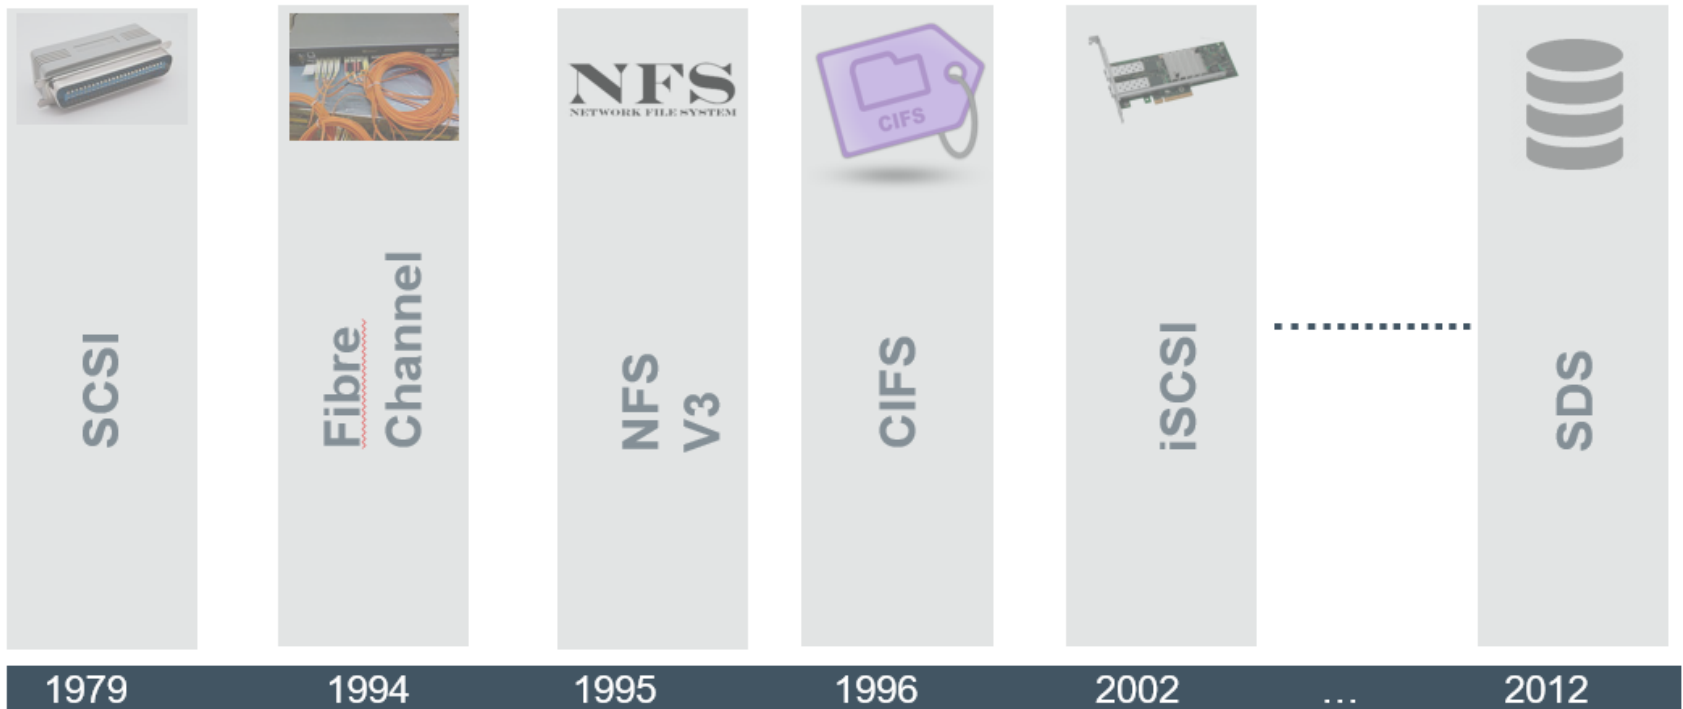 NFS
NETWORK FILE SYSTEM
CIFS
SCSI
Fibre
Channel
NFS
V3
CIFS
iSCSI
SDS
1979
1994
1995
1996
2002
...
2012